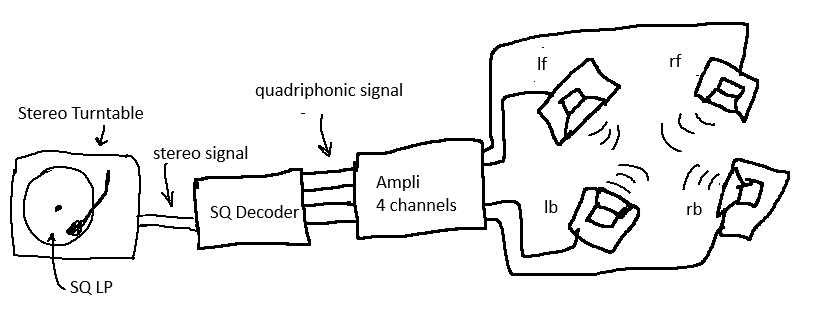 Stereo Turntable
stereo signal
quadriphonic signal
SQ LP
SQ Decoder
Ampli
4 channels
lf
rf
lb
rb